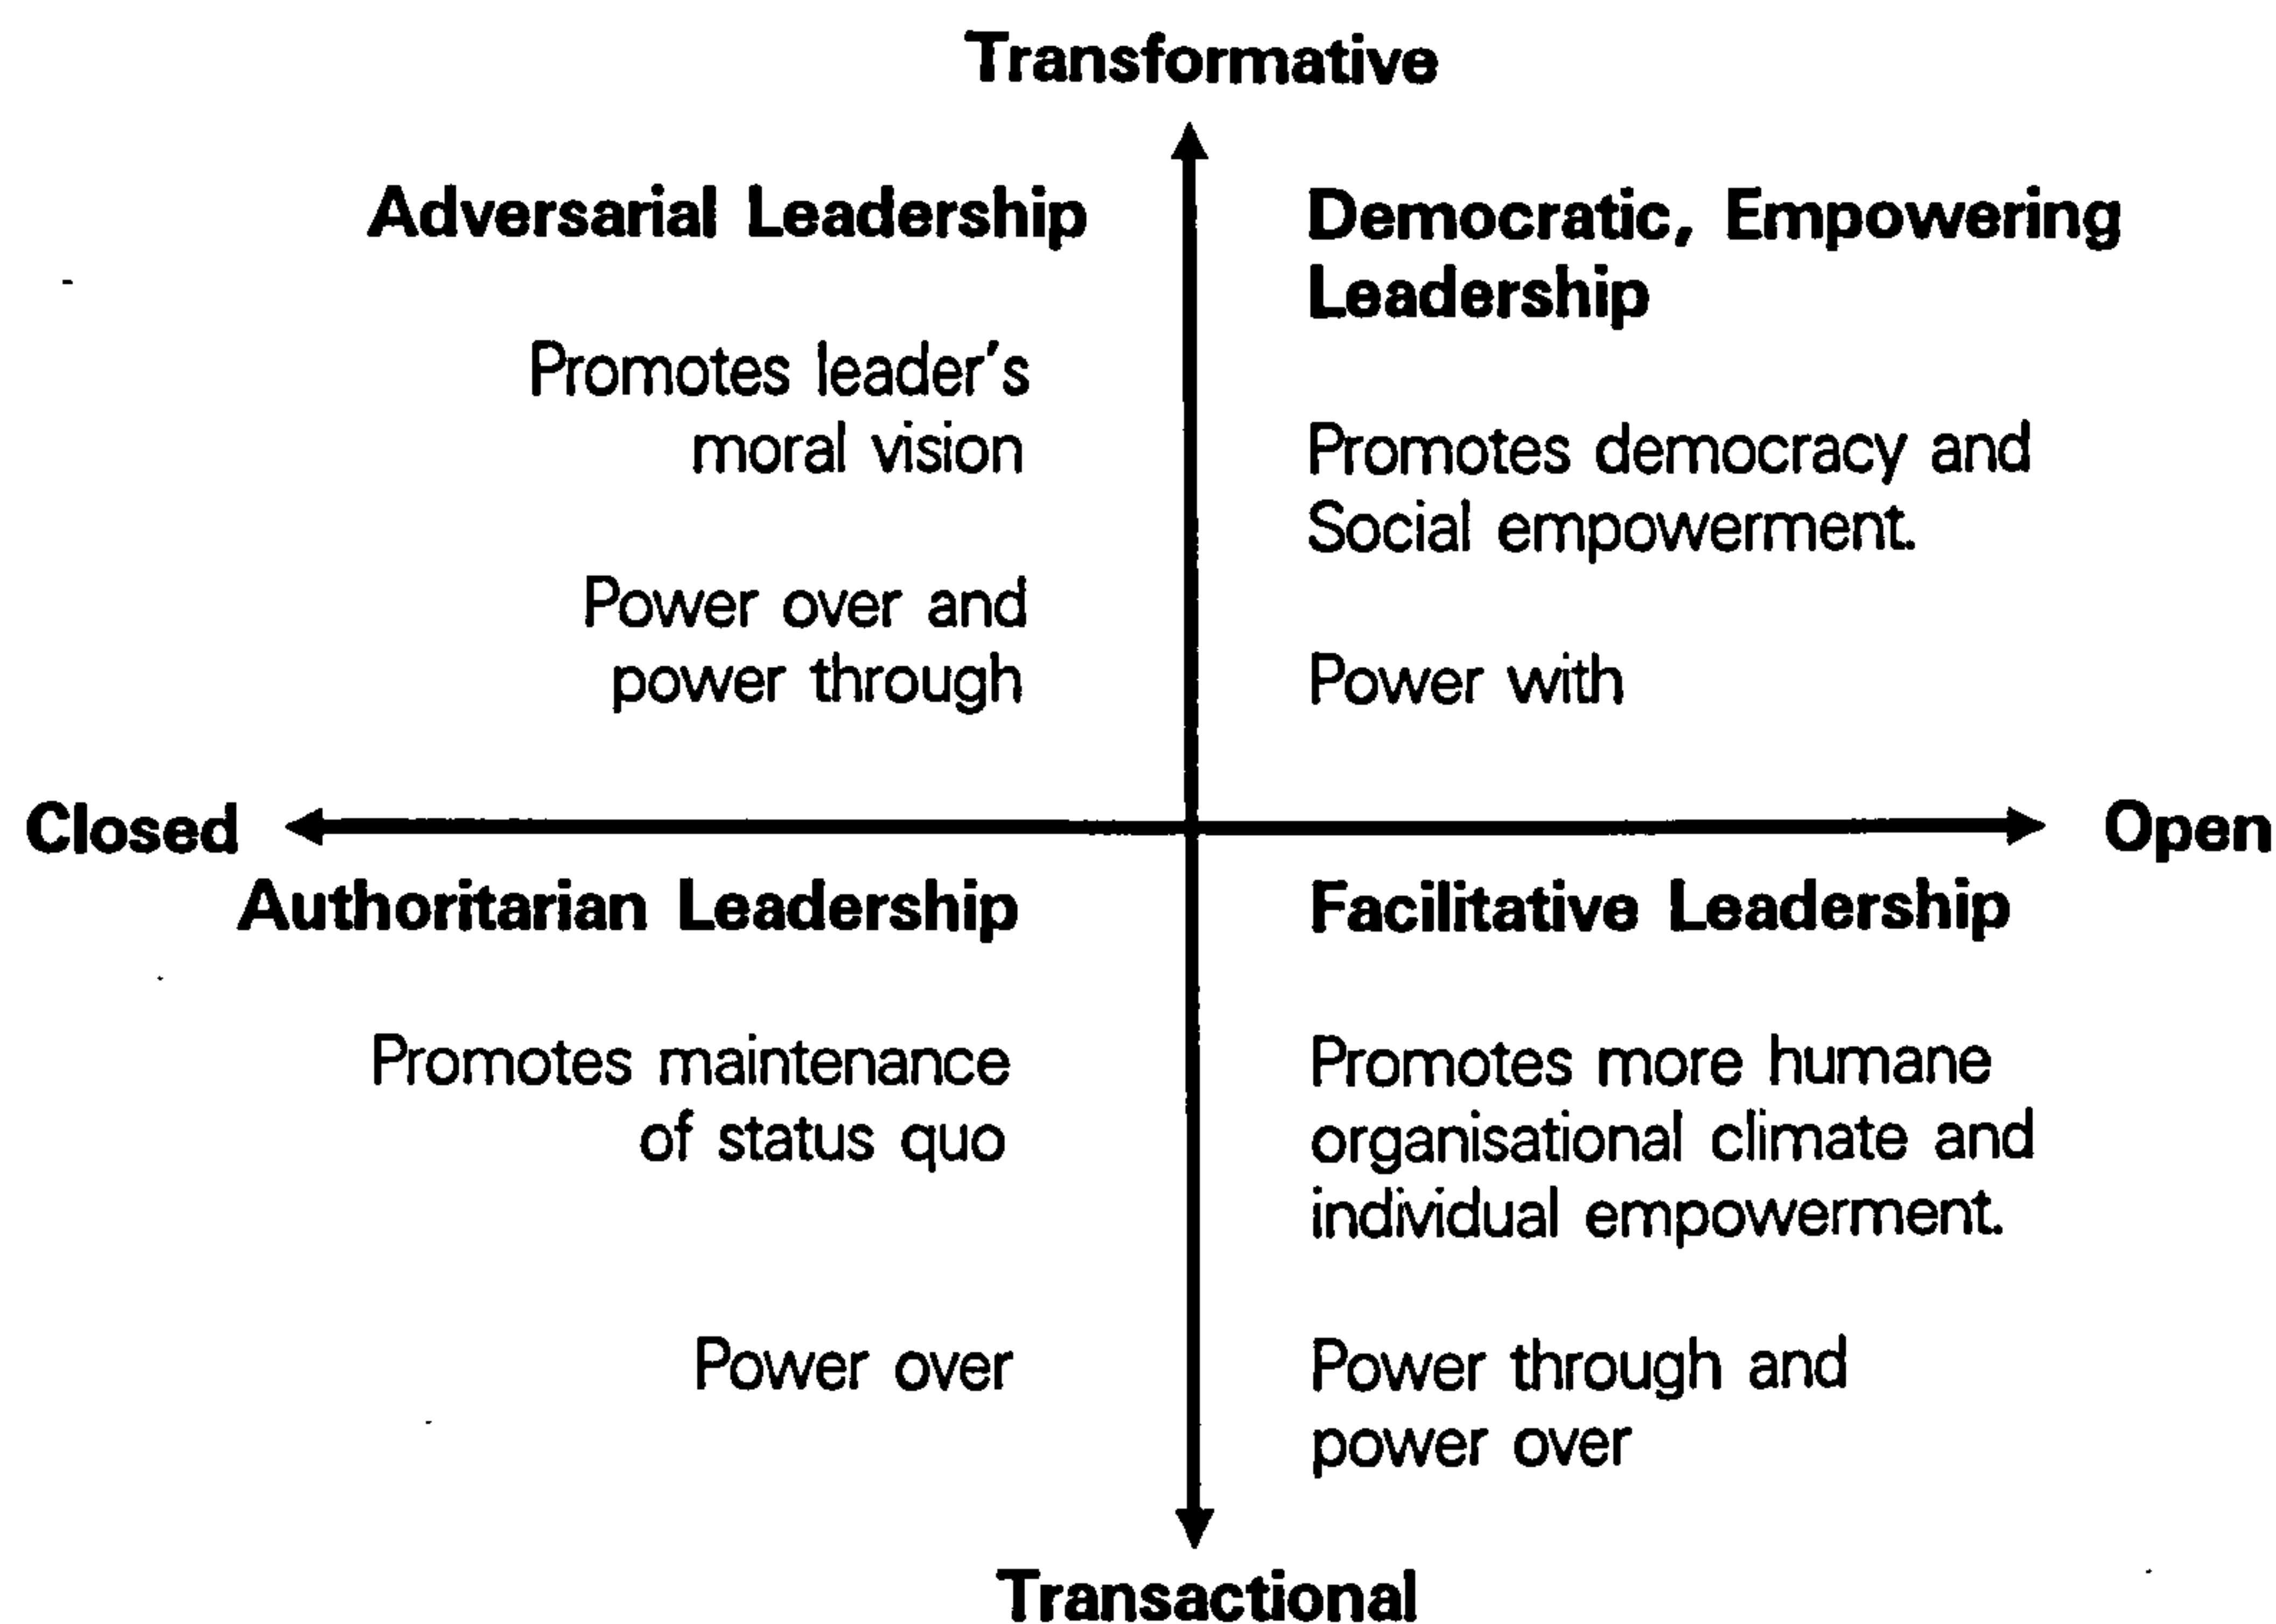 Transformative
Adversarial Leadership
Promotes leader's
moral vision
Power over and
power through
Democratic, Empowering
Leadership
Promotes democracy and
Social empowerment.
Power with
Closed
Open
Authoritarian Leadership
Promotes maintenance
of status quo
Power over
Facilitative Leadership
Promotes more humane
organisational climate and
individual empowerment.
Power through and
power over
Transactional